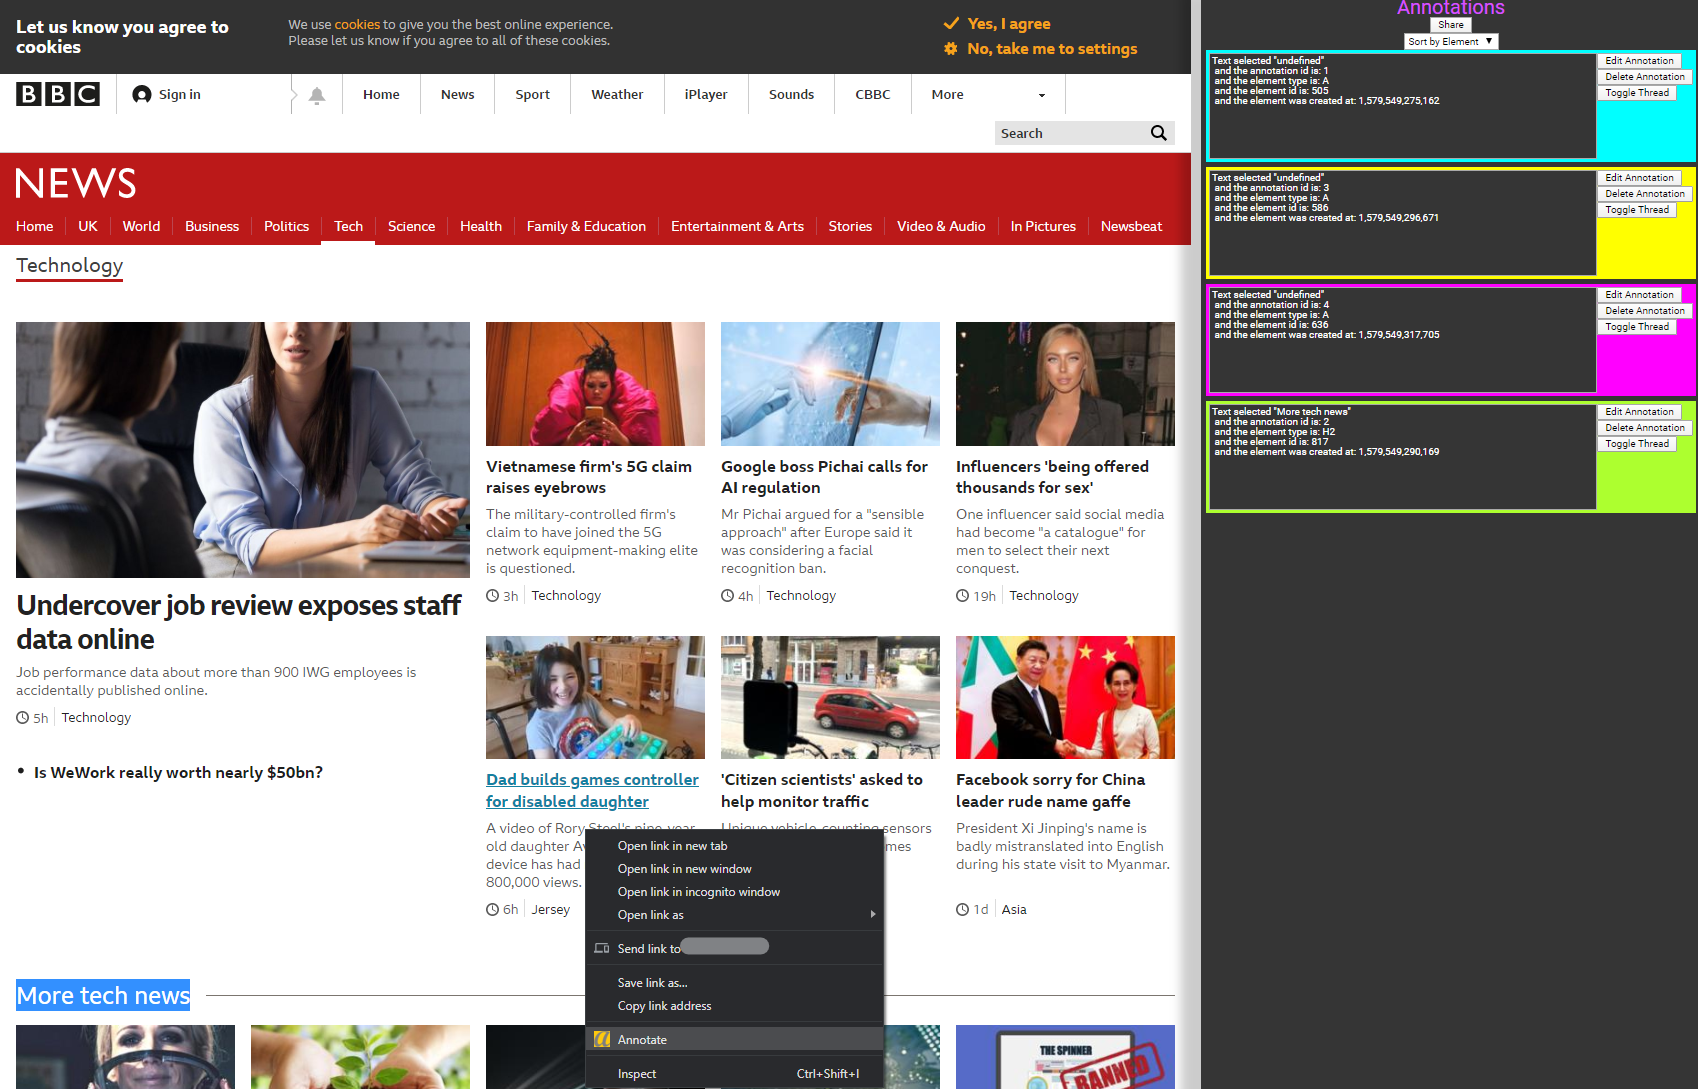 Let us know you agree to
cookies
We use cookies to give you the best online experience.
Please let us know if you agree to all of these cookies.
Yes, I agree
No, take me to settings
BBC
Sign in
Home
News
Sport
Weather
iPlayer
Sounds
CBBC
More
Search
NEWS
Home
UK
World
Business
Politics
Tech
Science
Health
Family & Education
Entertainment & Arts
Stories
Video & Audio
In Pictures
Newsbeat
Technology
Undercover job review exposes staff
data online
Job performance data about more than 900 IWG employees is
accidentally published online.
5h Technology
Is WeWork really worth nearly $50bn?
Vietnamese firm's 5G claim
raises eyebrows
The military-controlled firm's
claim to have joined the 5G
network equipment-making elite
is questioned.
3h Technology
Google boss Pichai calls for
AI regulation
Mr Pichai argued for a "sensible
approach" after Europe said it
was considering a facial
recognition ban.
4h Technology
Influencers 'being offered
thousands for sex'
One influencer said social media
had become "a catalogue" for
men to select their next
conquest.
19h Technology
Dad builds games controller
for disabled daughter
A video of Rory Steel's nine-year-
old daughter
device has had
800,000 views.
6h Jersey
'Citizen scientists' asked to
help monitor traffic
Unique vehicle-counting sensors
Facebook sorry for China
leader rude name gaffe
President Xi Jinping's name is
badly mistranslated into English
during his state visit to Myanmar.
1d Asia
Open link in new tab
Open link in new window
Open link in incognito window
Open link as
Send link to
Save link as...
Copy link address
Annotate
Inspect Ctrl+Shift+I
More tech news
THE SPINNER
BANNED
Annotations
Share
Sort by Element
Text selected "undefined"
and the annotation id is: 1
and the element type is: A
and the element id is: 505
and the element was created at: 1,579,549,275,162
Edit Annotation
Delete Annotation
Toggle Thread
Text selected "undefined"
and the annotation id is: 3
and the element type is: A
and the element id is: 586
and the element was created at: 1,579,549,296,671
Edit Annotation
Delete Annotation
Toggle Thread
Text selected "undefined"
and the annotation id is: 4
and the element type is: A
and the element id is: 636
and the element was created at: 1,579,549,317,705
Edit Annotation
Delete Annotation
Toggle Thread
Text selected "More tech news"
and the annotation id is: 2
and the element type is: H2
and the element id is: 817
and the element was created at: 1,579,549,290,169
Edit Annotation
Delete Annotation
Toggle Thread